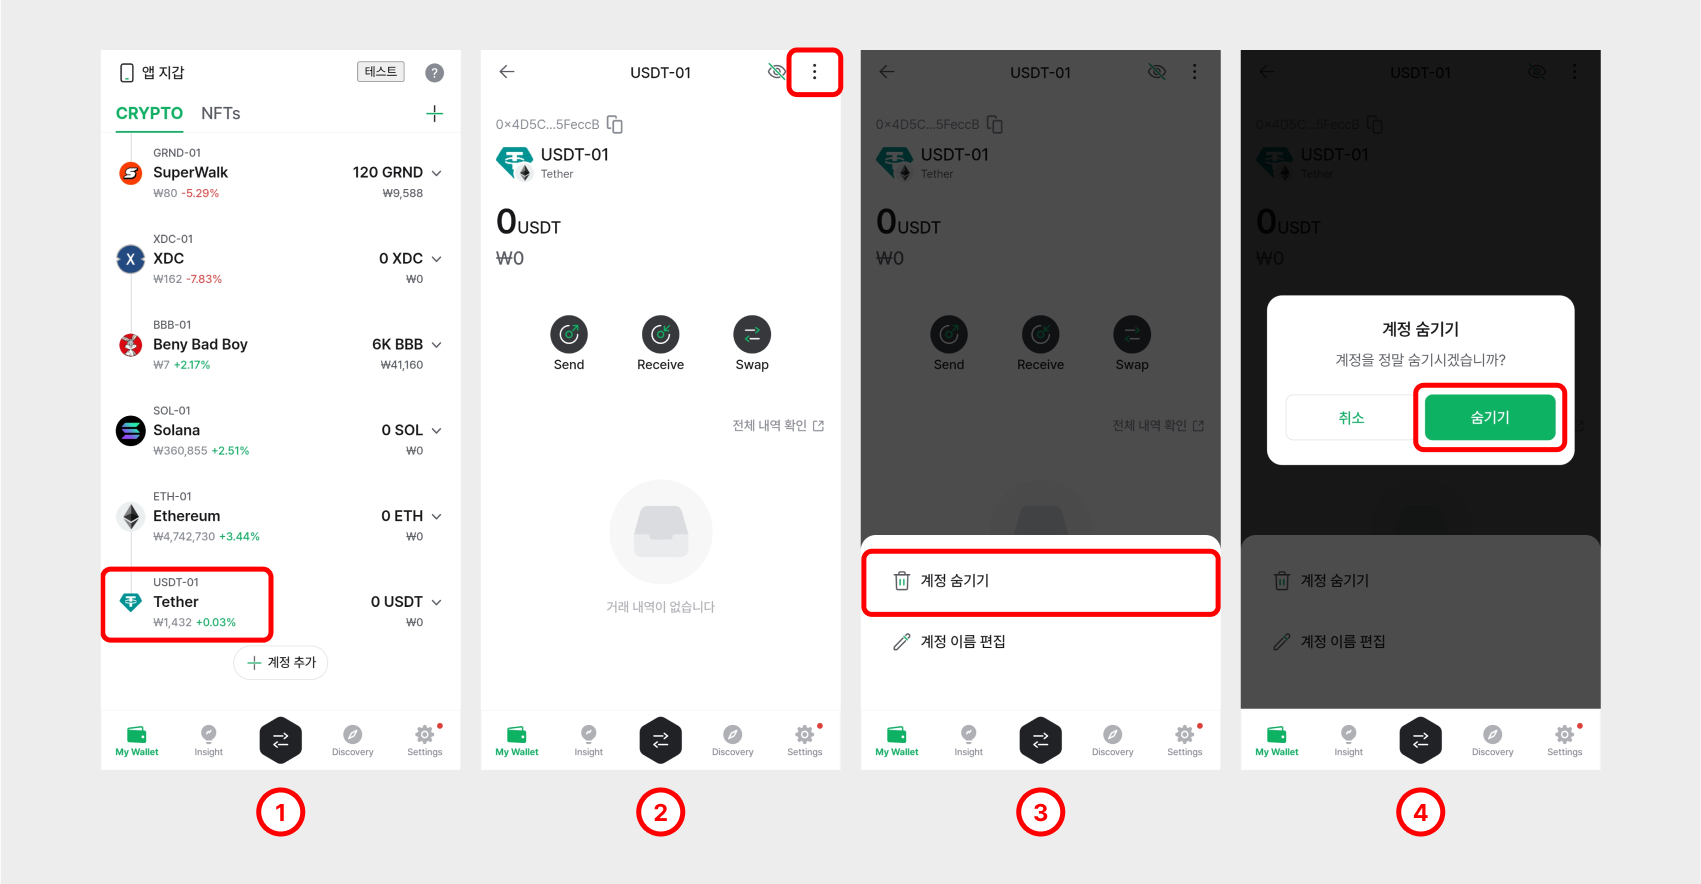 앱 지갑
테스트
?
CRYPTO NFTs
GRND-01
SuperWalk
120 GRND
₩80 -5.29%
₩9,588
XDC-01
XDC
0 XDC
₩162 -7.83%
₩0
BBB-01
Beny Bad Boy
6K BBB
₩7 +2.17%
₩41,160
SOL-01
Solana
0 SOL
₩360,855 +2.51%
₩0
ETH-01
Ethereum
0 ETH
₩4,742,730 +3.44%
₩0
USDT-01
Tether
0 USDT
₩1,432 +0.03%
₩0
계정 추가
My Wallet
Insight
Discovery
Settings
1
USDT-01
0×4D5C...5FeccB
USDT-01
Tether
0USDT
₩0
Send
Receive
Swap
전체 내역 확인
거래 내역이 없습니다
My Wallet
Insight
Discovery
Settings
2
USDT-01
0×4D5C...5FeccB
USDT-01
Tether
0USDT
₩0
Send
Receive
Swap
전체 내역 확인
계정 숨기기
계정 이름 편집
My Wallet
Insight
Discovery
Settings
3
USDT-01
0×4D5C...5FeccB
USDT-01
Tether
0USDT
₩0
계정 숨기기
계정을 정말 숨기시겠습니까?
취소
숨기기
계정 숨기기
계정 이름 편집
My Wallet
Insight
Discovery
Settings
4